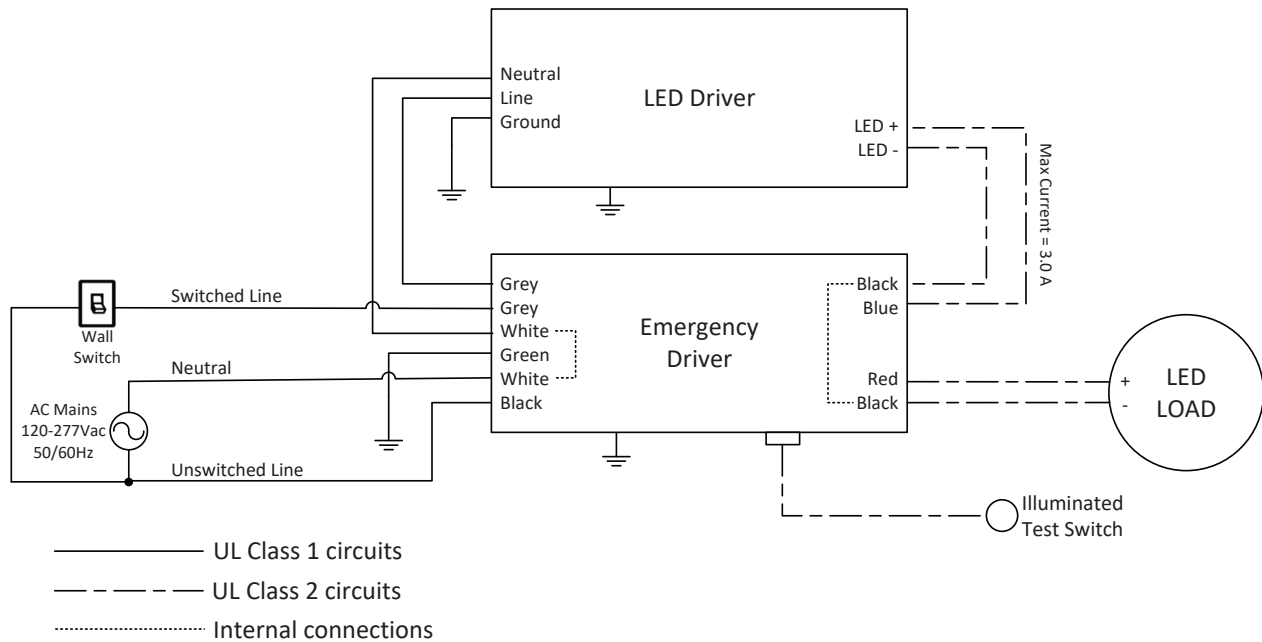 Neutral
Line
Ground
LED Driver
LED +
LED -
Max Current = 3.0 A
Grey
Grey
White
Green
White
Black
Emergency
Driver
Black
Blue
Red
Black
Switched Line
Wall
Switch
Neutral
AC Mains
120-277Vac
50/60Hz
Unswitched Line
+
-
LED
LOAD
Illuminated
Test Switch
UL Class 1 circuits
UL Class 2 circuits
Internal connections